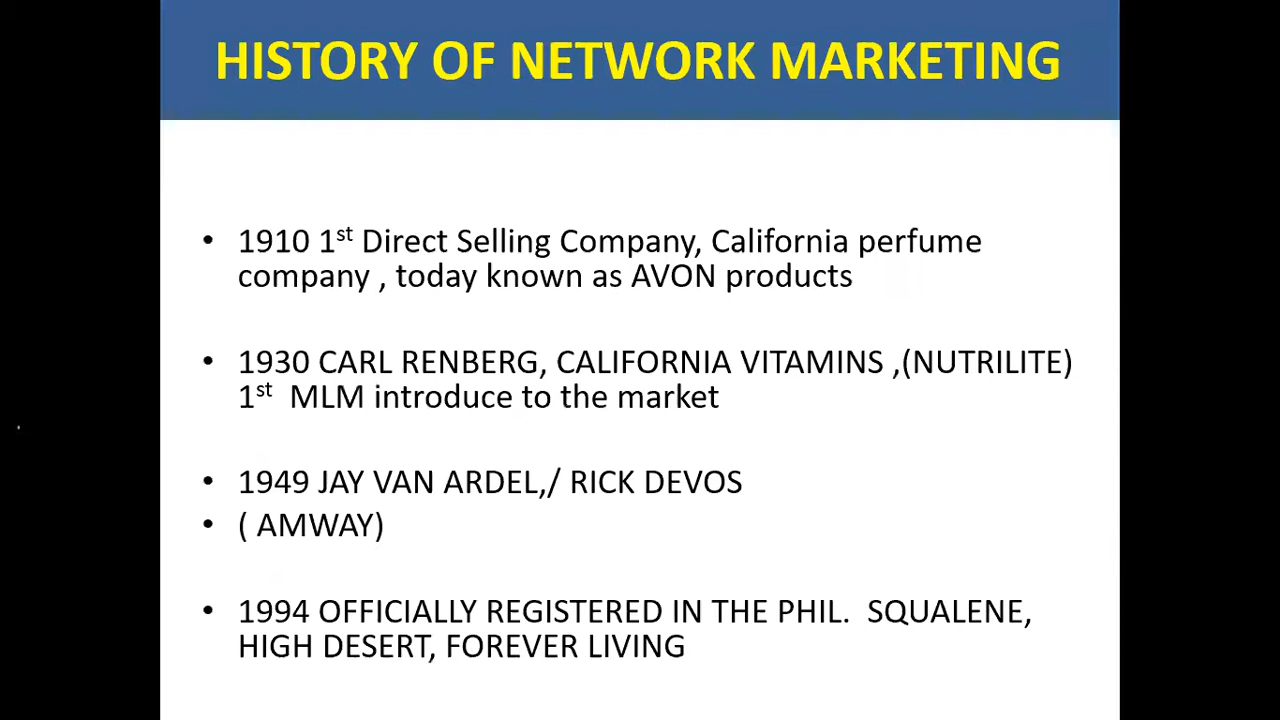 HISTORY OF NETWORK MARKETING
• 1910 1st Direct Selling Company, California perfume
company , today known as AVON products
• 1930 CARL RENBERG, CALIFORNIA VITAMINS ,(NUTRILITE)
1st  MLM introduce to the market
• 1949 JAY VAN ARDEL,/ RICK DEVOS
• ( AMWAY)
• 1994 OFFICIALLY REGISTERED IN THE PHIL.  SQUALENE,
HIGH DESERT, FOREVER LIVING